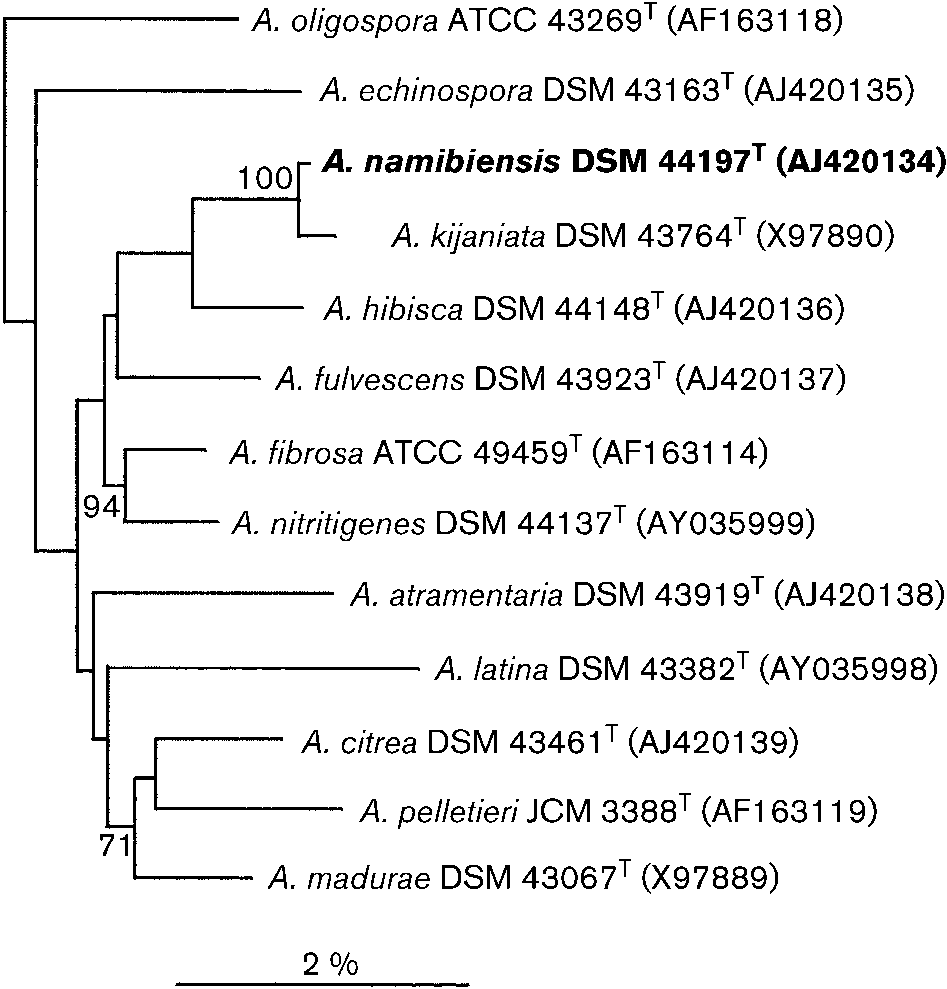 A. oligospora ATCC 43269ᵀ (AF163118)
A. echinospora DSM 43163ᵀ (AJ420135)
A. namibiensis DSM 44197ᵀ (AJ420134)
100
A. kijaniata DSM 43764ᵀ (X97890)
A. hibisca DSM 44148ᵀ (AJ420136)
A. fulvescens DSM 43923ᵀ (AJ420137)
A. fibrosa ATCC 49459ᵀ (AF163114)
94
A. nitritigenes DSM 44137ᵀ (AY035999)
A. atramentaria DSM 43919ᵀ (AJ420138)
A. latina DSM 43382ᵀ (AY035998)
A. citrea DSM 43461ᵀ (AJ420139)
A. pelletieri JCM 3388ᵀ (AF163119)
71
A. madurae DSM 43067ᵀ (X97889)
2 %